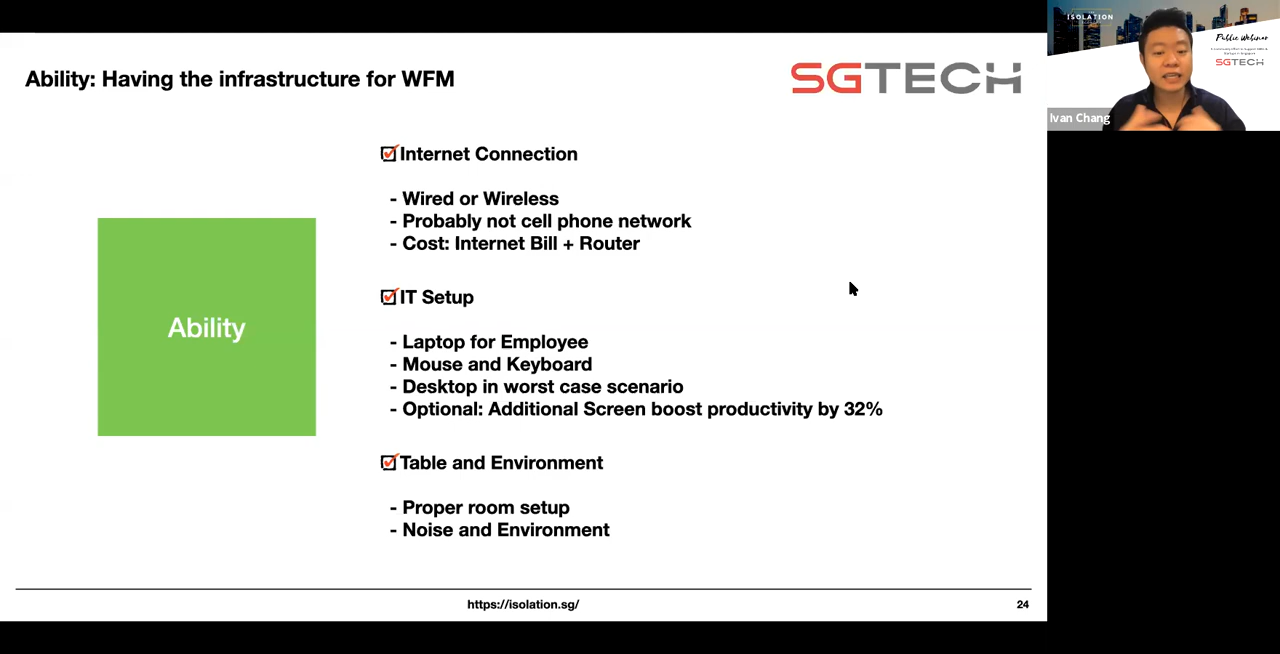 Ability: Having the infrastructure for WFM
SGTECH
Internet Connection
- Wired or Wireless
- Probably not cell phone network
- Cost: Internet Bill + Router
IT Setup
- Laptop for Employee
- Mouse and Keyboard
- Desktop in worst case scenario
- Optional: Additional Screen boost productivity by 32%
Table and Environment
- Proper room setup
- Noise and Environment
Ability
https://isolation.sg/
24
ISOLATION
Public Webinar
SGTECH
Ivan Chang